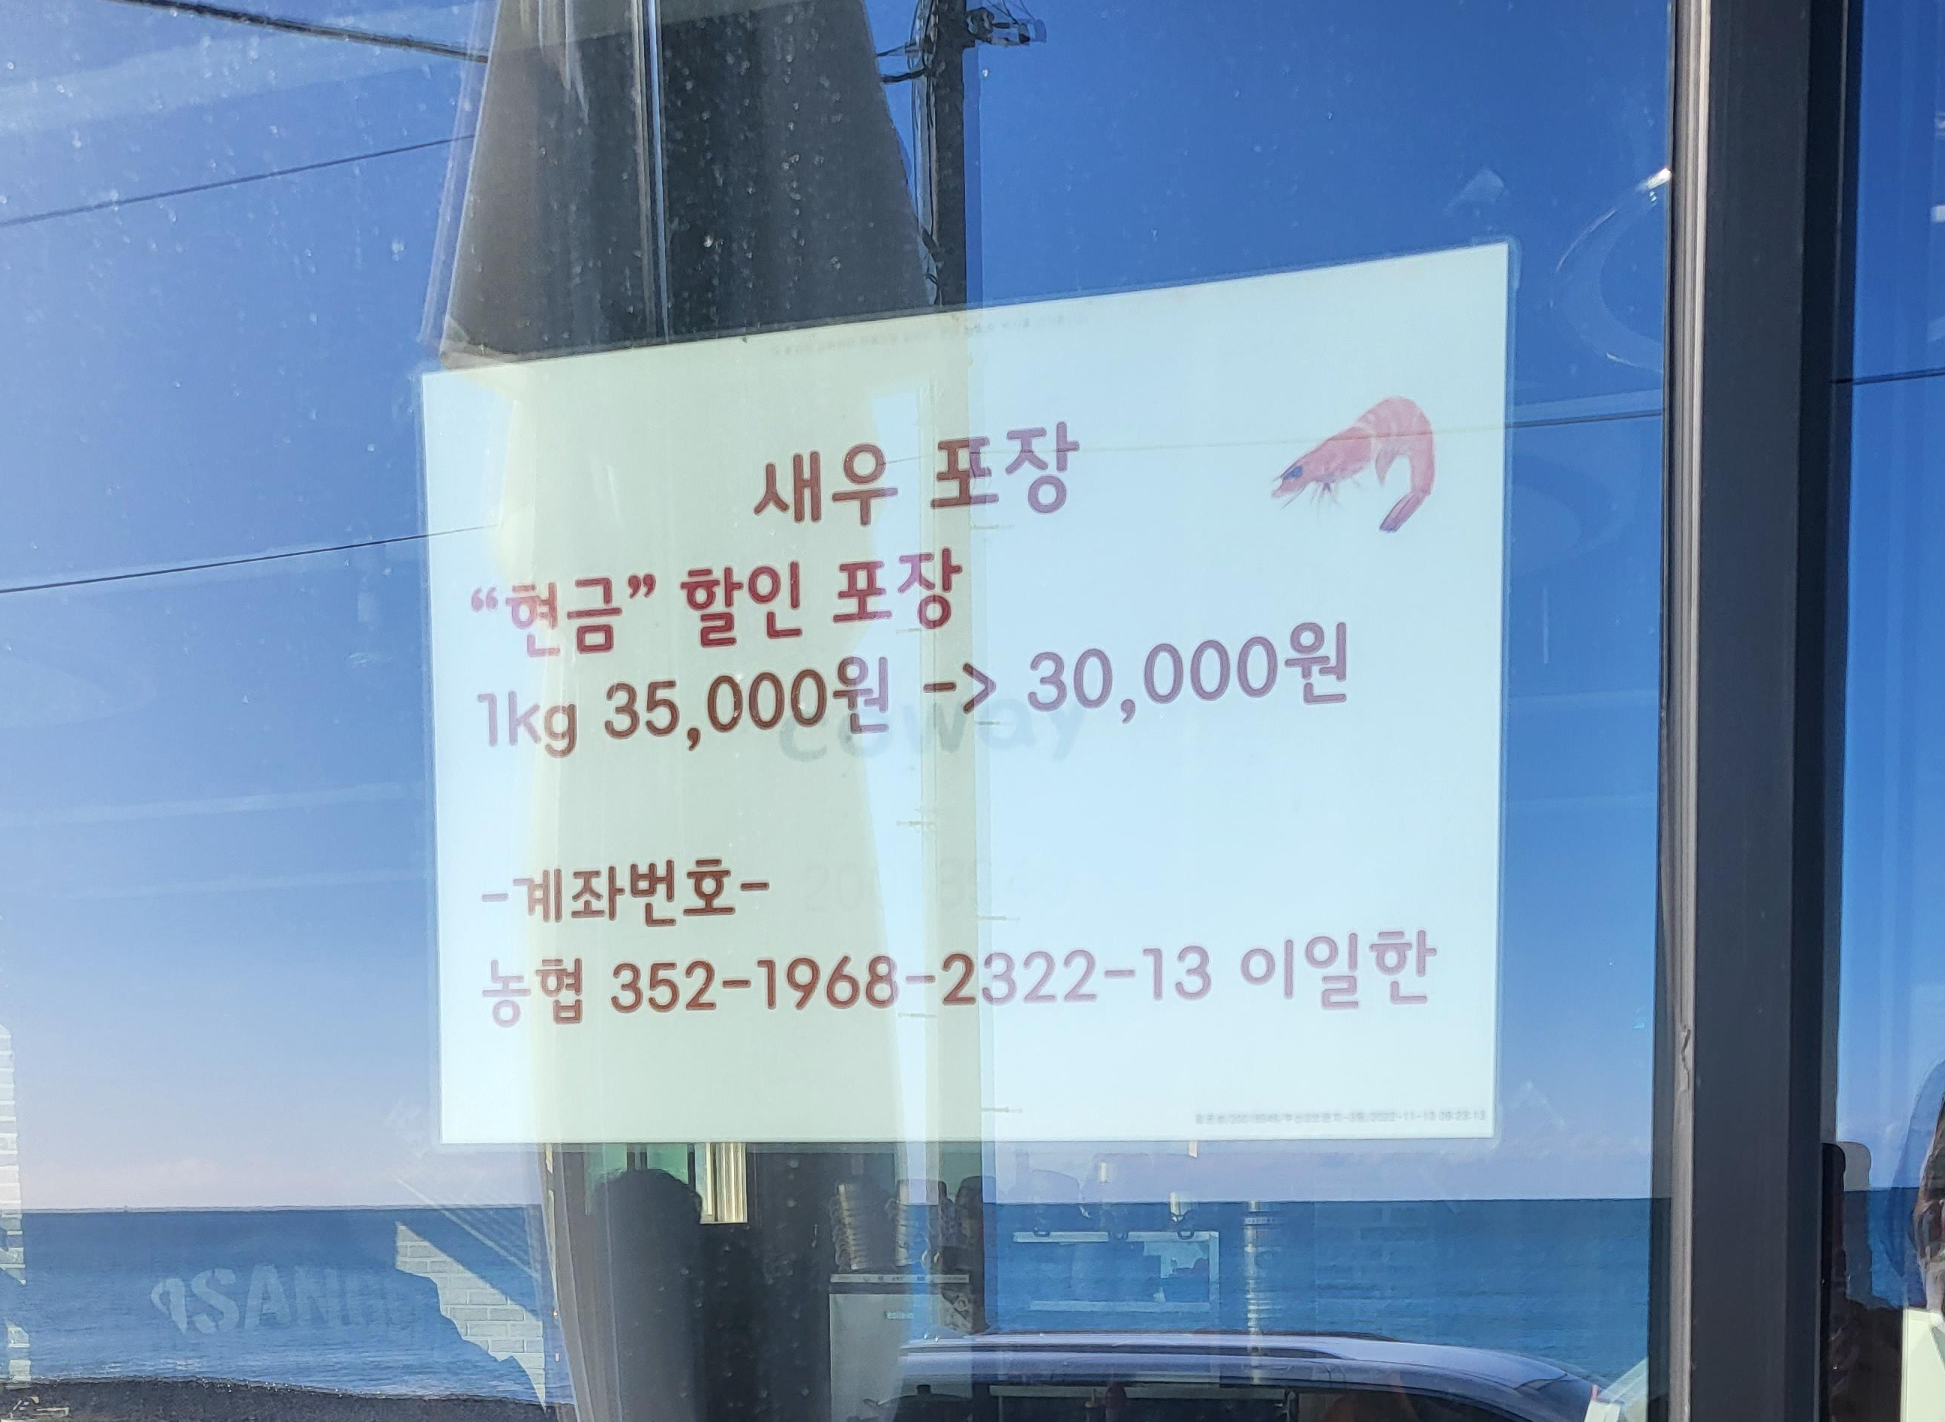 새우 포장
“현금” 할인 포장
1kg 35,000원 -> 30,000원
coway
-계좌번호-
농협 352-1968-2322-13 이일한